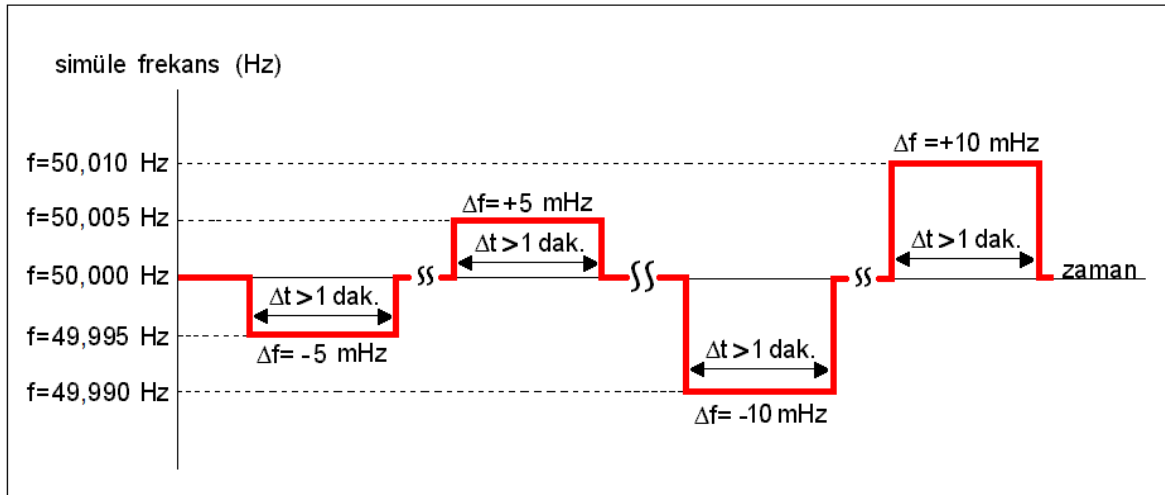 simüle frekans (Hz)
f=50,010 Hz
Δf =+10 mHz
f=50,005 Hz
Δf=+5 mHz
Δt>1 dak.
Δt>1 dak.
f=50,000 Hz
zaman
Δt>1 dak.
f=49,995 Hz
Δf= -5 mHz
Δt>1 dak.
f=49,990 Hz
Δf= -10 mHz